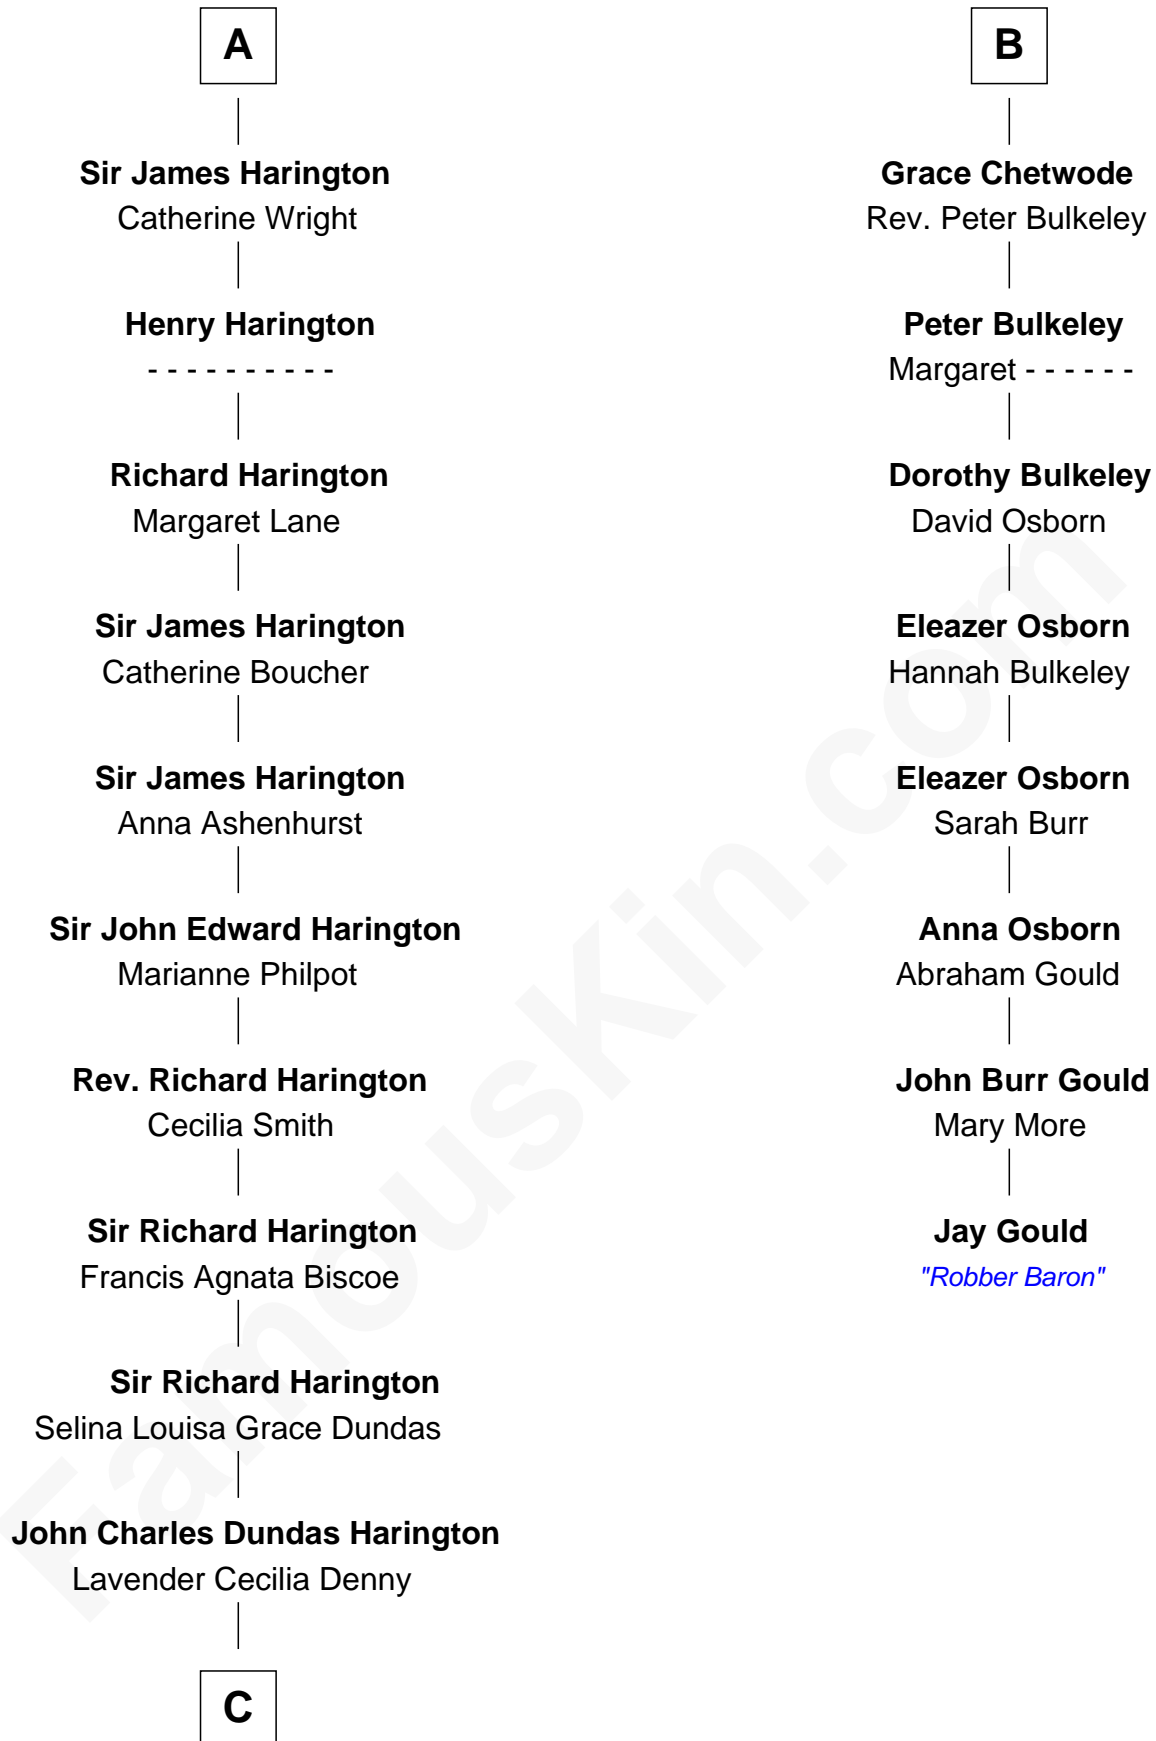 A
Sir James Harington
Catherine Wright
Henry Harington
- - - - - - - - - -
Richard Harington
Margaret Lane
Sir James Harington
Catherine Boucher
Sir James Harington
Anna Ashenhurst
Sir John Edward Harington
Marianne Philpot
Rev. Richard Harington
Cecilia Smith
Sir Richard Harington
Francis Agnata Biscoe
Sir Richard Harington
Selina Louisa Grace Dundas
John Charles Dundas Harington
Lavender Cecilia Denny
C
B
Grace Chetwode
Rev. Peter Bulkeley
Peter Bulkeley
Margaret - - - - - -
Dorothy Bulkeley
David Osborn
Eleazer Osborn
Hannah Bulkeley
Eleazer Osborn
Sarah Burr
Anna Osborn
Abraham Gould
John Burr Gould
Mary More
Jay Gould
"Robber Baron"
FamousKin.com